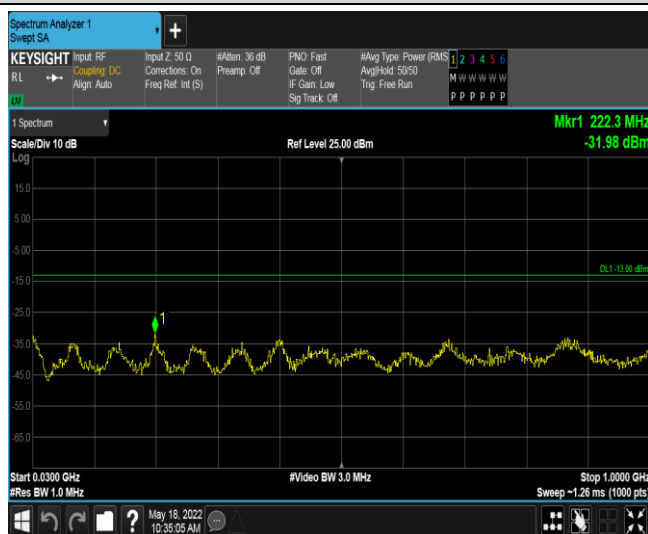 Spectrum Analyzer 1
Swept SA
KEYSIGHT Input: RF Input Z: 50 Ω #Atten: 36 dB PNO: Fast #Avg Type: Power (RMS 1 2 3 4 5 6
RL Coupling: DC Corrections: On Preamp: Off Gate: Off Avg|Hold: 50/50 M W W W W W
Align: Auto Freq Ref: Int (S) IF Gain: Low Trig: Free Run
Sig Track: Off P P P P P P
LXI
1 Spectrum Mkr1 222.3 MHz
Scale/Div 10 dB Ref Level 25.00 dBm -31.98 dBm
Log
15.0
5.00
-5.00
DL1 -13.00 dBm
-15.0
-25.0
1
-35.0
-45.0
-55.0
-65.0
Start 0.0300 GHz #Video BW 3.0 MHz Stop 1.0000 GHz
#Res BW 1.0 MHz Sweep ~1.26 ms (1000 pts)
? May 18, 2022
10:35:05 AM